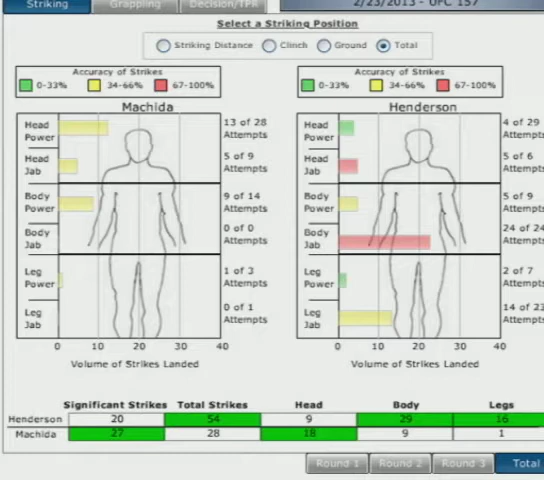 Striking Grappling Decision/TPR 2/23/2013 - UFC 157
Select a Striking Position
Striking Distance Clinch Ground Total
Accuracy of Strikes
0-33% 34-66% 67-100%
Accuracy of Strikes
0-33% 34-66% 67-100%
Machida
Head Power 13 of 28 Attempts
Head Jab 5 of 9 Attempts
Body Power 9 of 14 Attempts
Body Jab 0 of 0 Attempts
Leg Power 1 of 3 Attempts
Leg Jab 0 of 1 Attempts
0 10 20 30 40
Volume of Strikes Landed
Henderson
Head Power 4 of 29 Attempts
Head Jab 5 of 6 Attempts
Body Power 5 of 9 Attempts
Body Jab 24 of 24 Attempts
Leg Power 2 of 7 Attempts
Leg Jab 14 of 23 Attempts
0 10 20 30 40
Volume of Strikes Landed
Significant Strikes Total Strikes Head Body Legs
Henderson 20 54 9 29 16
Machida 27 28 18 9 1
Round 1 Round 2 Round 3 Total